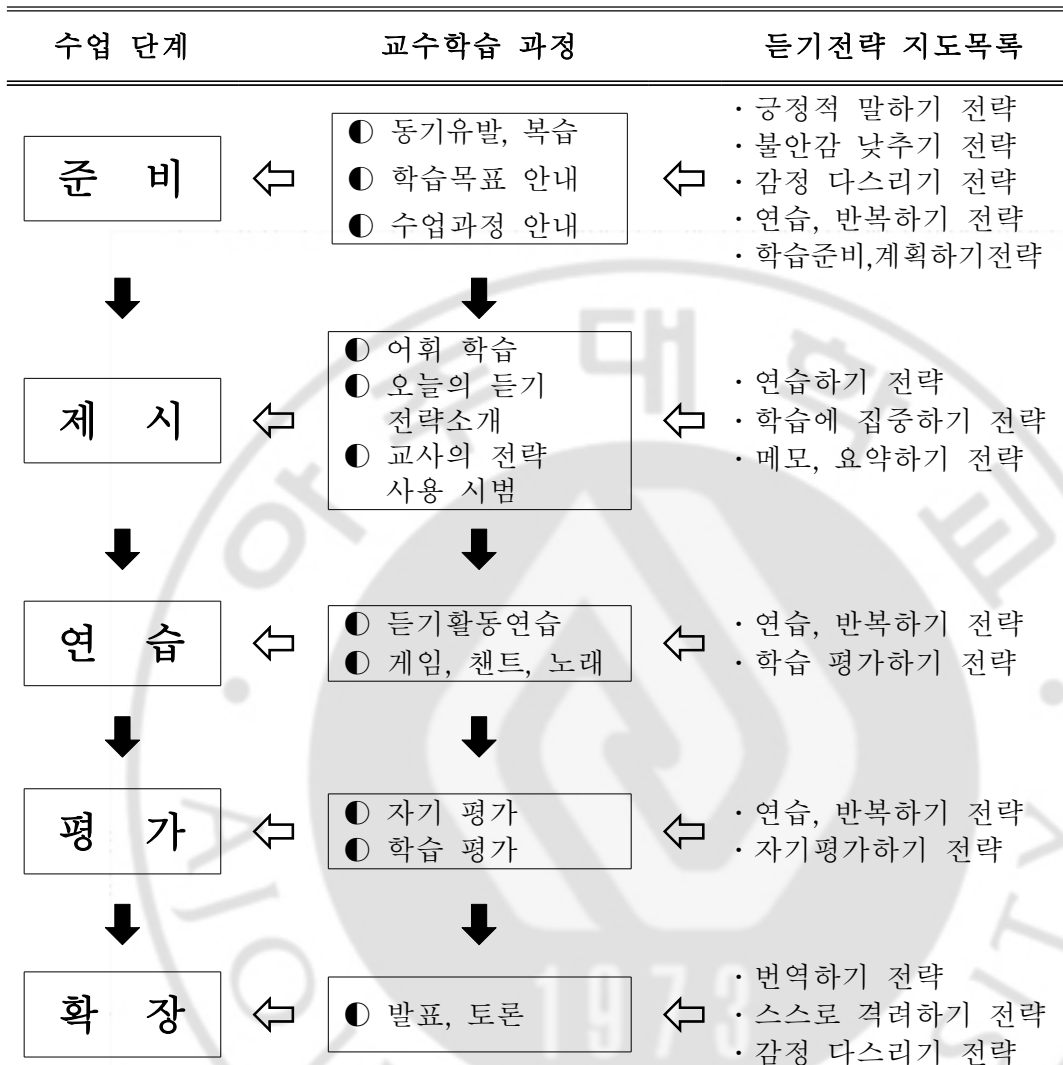 수업 단계 교수학습 과정 듣기전략 지도목록
준 비
◐ 동기유발, 복습
◐ 학습목표 안내
◐ 수업과정 안내
· 긍정적 말하기 전략
· 불안감 낮추기 전략
· 감정 다스리기 전략
· 연습, 반복하기 전략
· 학습준비,계획하기전략
제 시
◐ 어휘 학습
◐ 오늘의 듣기
전략소개
◐ 교사의 전략
사용 시범
· 연습하기 전략
· 학습에 집중하기 전략
· 메모, 요약하기 전략
연 습
◐ 듣기활동연습
◐ 게임, 챈트, 노래
· 연습, 반복하기 전략
· 학습 평가하기 전략
평 가
◐ 자기 평가
◐ 학습 평가
· 연습, 반복하기 전략
· 자기평가하기 전략
확 장
◐ 발표, 토론
· 번역하기 전략
· 스스로 격려하기 전략
· 감정 다스리기 전략
아주대학교
1973